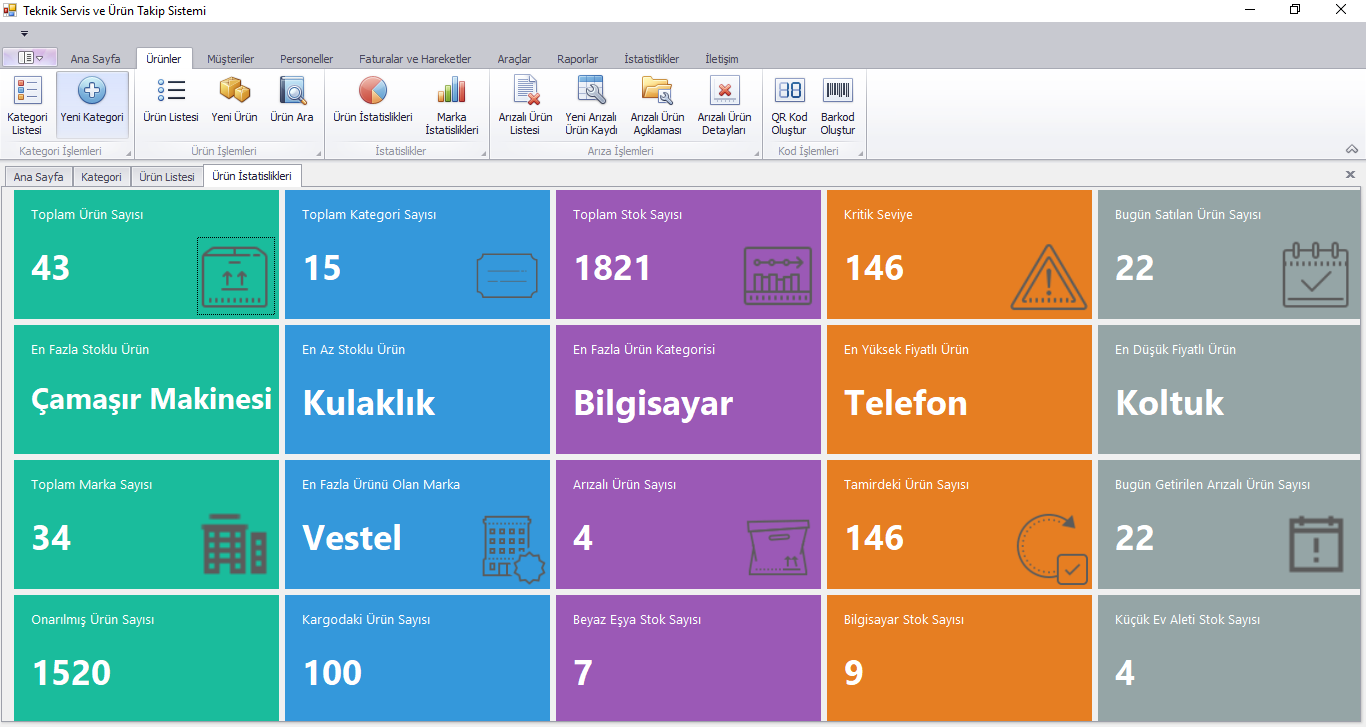 Teknik Servis ve Ürün Takip Sistemi
Ana Sayfa
Ürünler
Müşteriler
Personeller
Faturalar ve Hareketler
Araçlar
Raporlar
İstatistlikler
İletişim
Kategori
Listesi
Yeni Kategori
Ürün Listesi
Yeni Ürün
Ürün Ara
Ürün İstatislikleri
Marka
İstatislikleri
Arızalı Ürün
Listesi
Yeni Arızalı
Ürün Kaydı
Arızalı Ürün
Açıklaması
Arızalı Ürün
Detayları
QR Kod
Oluştur
Barkod
Oluştur
Kategori İşlemleri
Ürün İşlemleri
İstatislikler
Arıza İşlemleri
Kod İşlemleri
Ana Sayfa
Kategori
Ürün Listesi
Ürün İstatislikleri
Toplam Ürün Sayısı
43
Toplam Kategori Sayısı
15
Toplam Stok Sayısı
1821
Kritik Seviye
146
Bugün Satılan Ürün Sayısı
22
En Fazla Stoklu Ürün
Çamaşır Makinesi
En Az Stoklu Ürün
Kulaklık
En Fazla Ürün Kategorisi
Bilgisayar
En Yüksek Fiyatlı Ürün
Telefon
En Düşük Fiyatlı Ürün
Koltuk
Toplam Marka Sayısı
34
En Fazla Ürünü Olan Marka
Vestel
Arızalı Ürün Sayısı
4
Tamirdeki Ürün Sayısı
146
Bugün Getirilen Arızalı Ürün Sayısı
22
Onarılmış Ürün Sayısı
1520
Kargodaki Ürün Sayısı
100
Beyaz Eşya Stok Sayısı
7
Bilgisayar Stok Sayısı
9
Küçük Ev Aleti Stok Sayısı
4